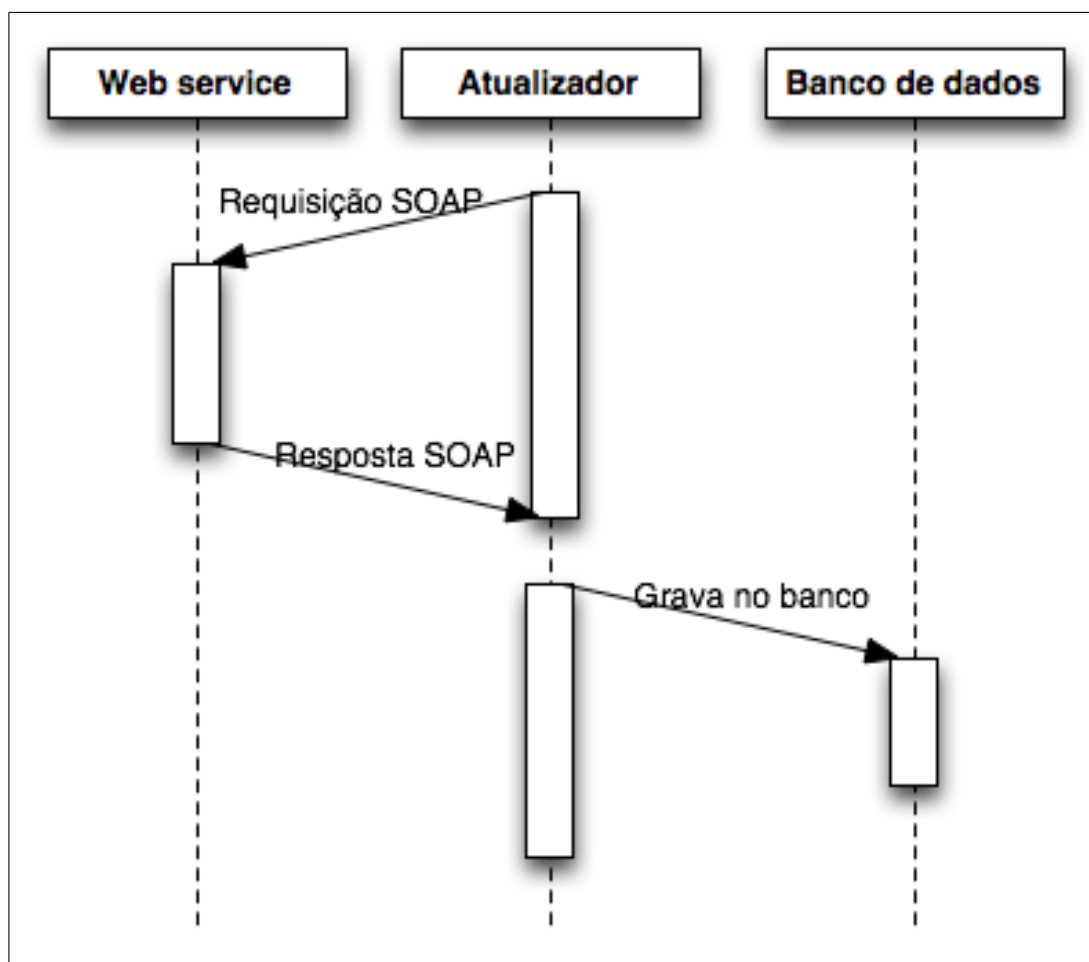 Web service
Atualizador
Banco de dados
Requisição SOAP
Resposta SOAP
Grava no banco